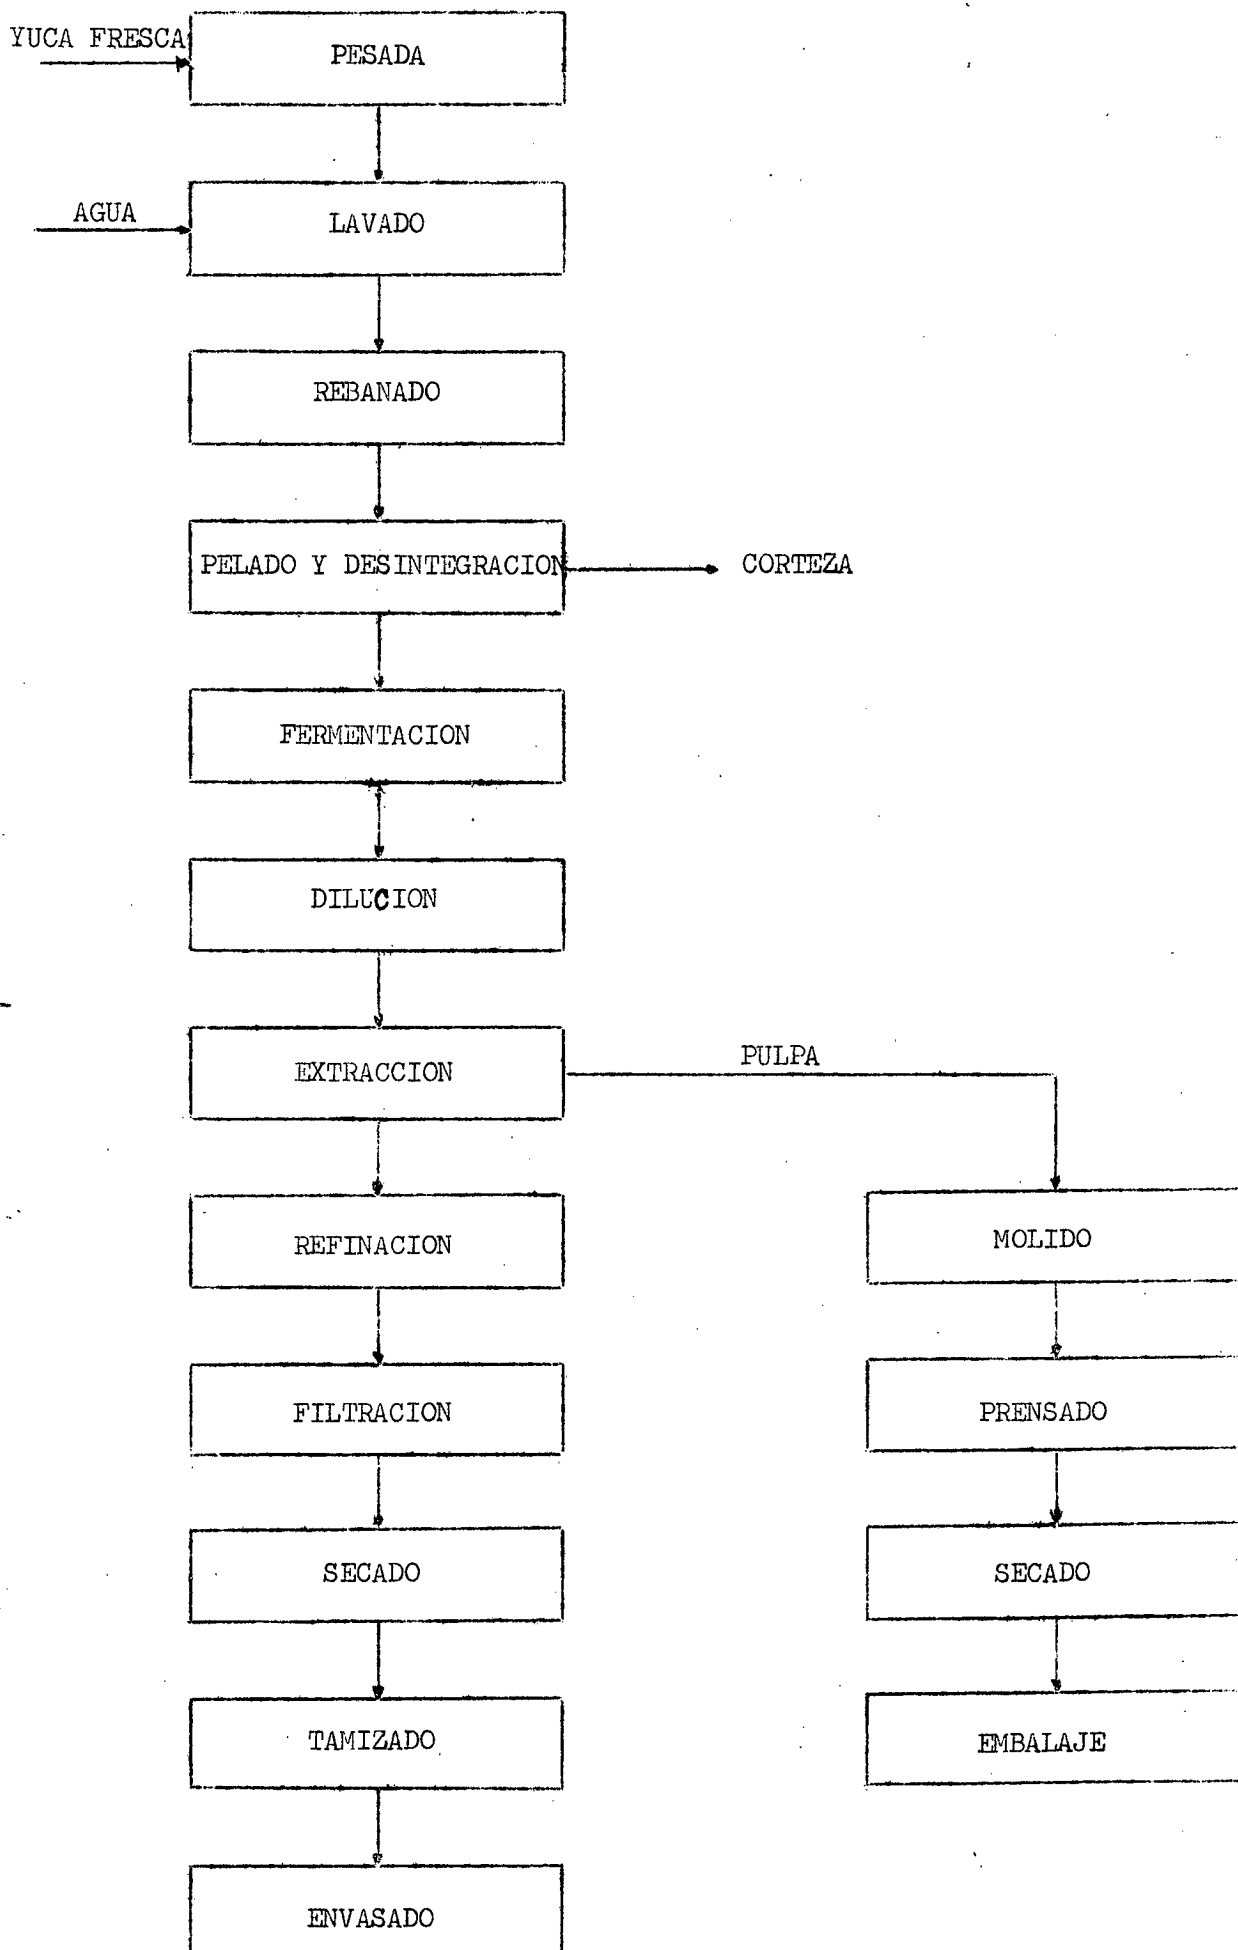 YUCA FRESCA
PESADA
AGUA
LAVADO
REBANADO
PELADO Y DESINTEGRACION
CORTEZA
FERMENTACION
DILUCION
EXTRACCION
PULPA
REFINACION
MOLIDO
FILTRACION
PRENSADO
SECADO
SECADO
TAMIZADO
EMBALAJE
ENVASADO